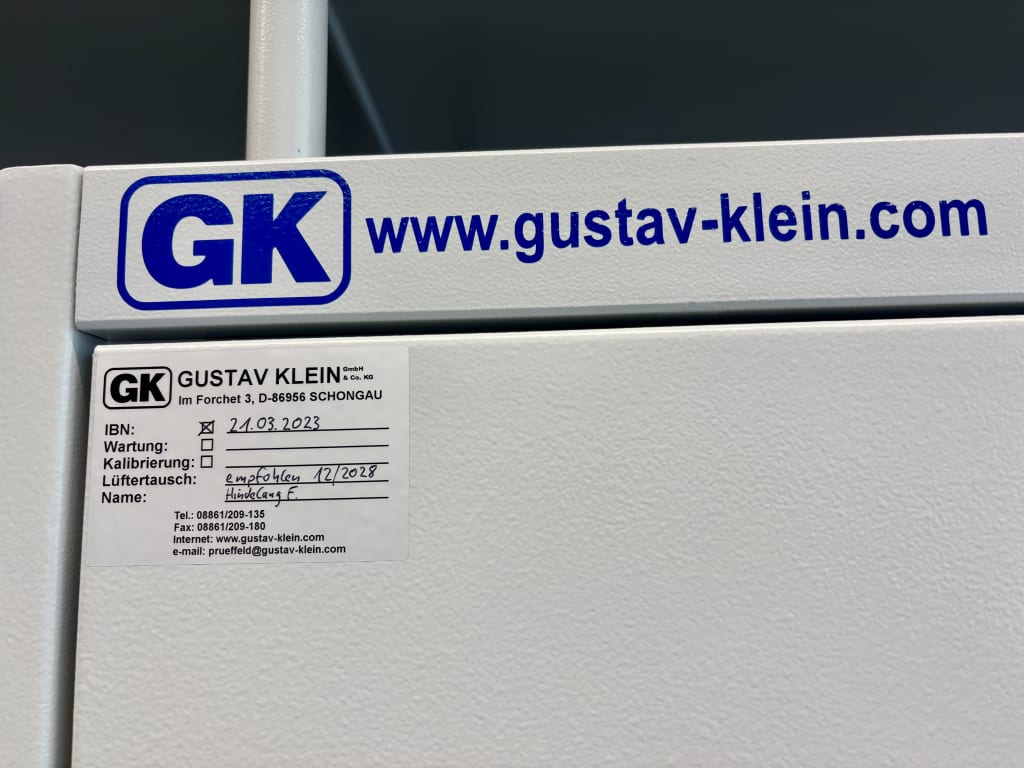 GK www.gustav-klein.com
GK GUSTAV KLEIN GmbH & Co. KG
Im Forchet 3, D-86956 SCHONGAU
IBN: ☒ 21.03.2023
Wartung: ☐
Kalibrierung: ☐
Lüftertausch: empfohlen 12/2028
Name: Hindelang F.
Tel.: 08861/209-135
Fax: 08861/209-180
Internet: www.gustav-klein.com
e-mail: prueffeld@gustav-klein.com